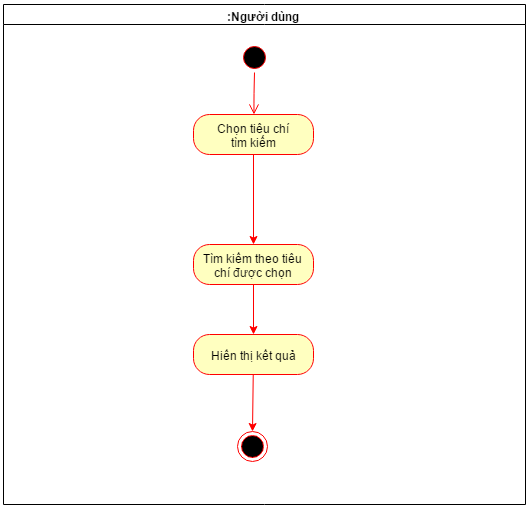 :Người dùng
Chọn tiêu chí
tìm kiếm
Tìm kiếm theo tiêu
chí được chọn
Hiển thị kết quả